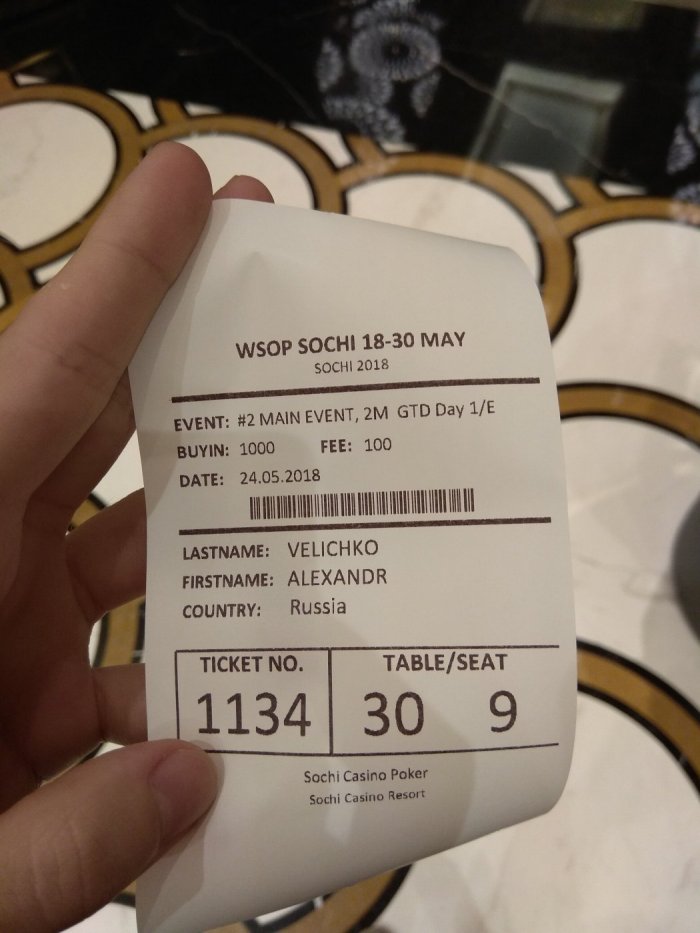 WSOP SOCHI 18-30 MAY
SOCHI 2018
EVENT: #2 MAIN EVENT, 2M GTD Day 1/E
BUYIN: 1000 FEE: 100
DATE: 24.05.2018
LASTNAME: VELICHKO
FIRSTNAME: ALEXANDR
COUNTRY: Russia
TICKET NO. TABLE/SEAT
1134 30 9
Sochi Casino Poker
Sochi Casino Resort